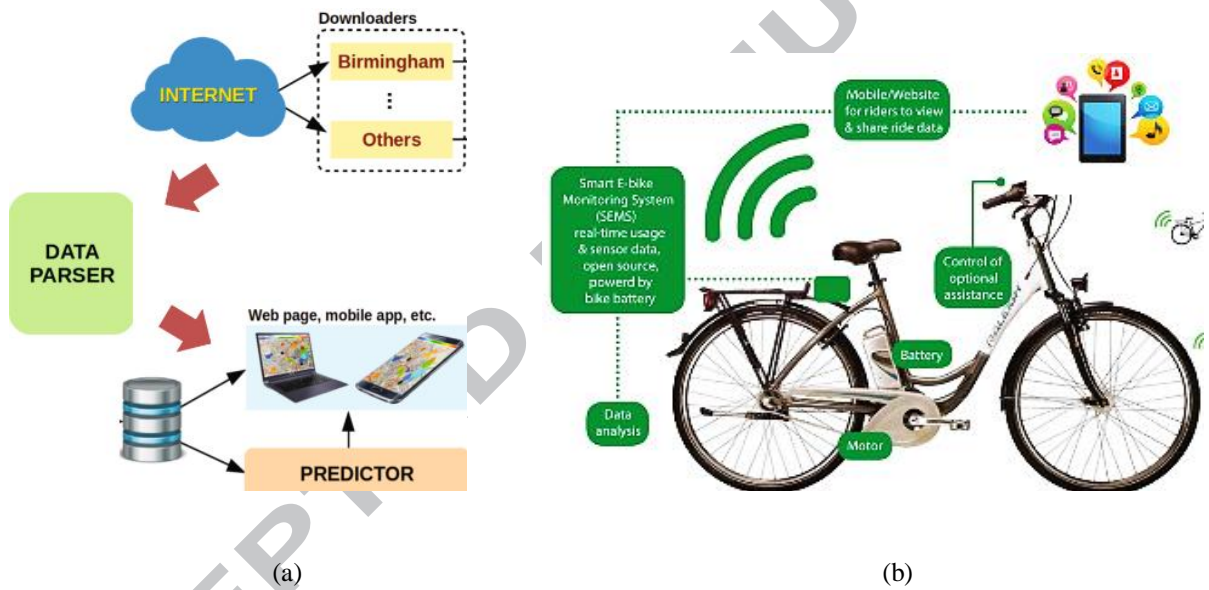 Downloaders
Birmingham
⋮
Others
INTERNET
DATA
PARSER
Web page, mobile app, etc.
PREDICTOR
(a)
Mobile/Website
for riders to view
& share ride data
Smart E-bike
Monitoring System
(SEMS)
real-time usage
& sensor data,
open source,
powerd by
bike battery
Control of
optional
assistance
Battery
Data
analysis
Motor
(b)